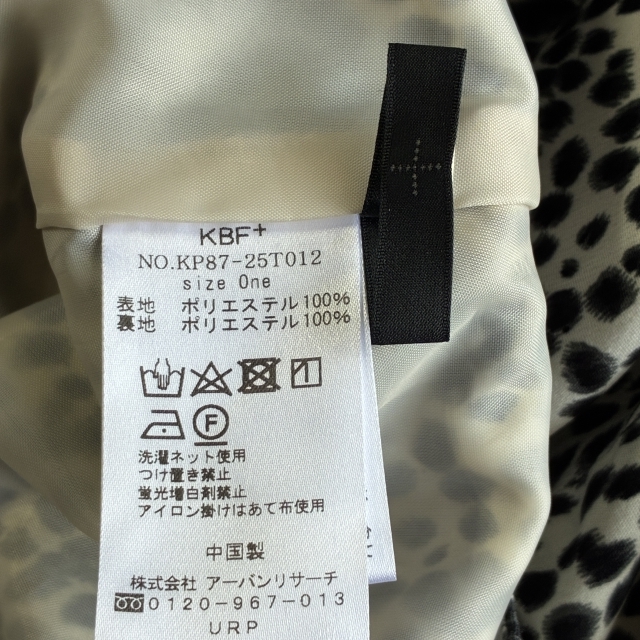 KBF+
NO.KP87-25T012
size One
表地 ポリエステル100%
裏地 ポリエステル100%
F
洗濯ネット使用
つけ置き禁止
蛍光増白剤禁止
アイロン掛けはあて布使用
中国製
株式会社 アーバンリサーチ
0120-967-013
URP